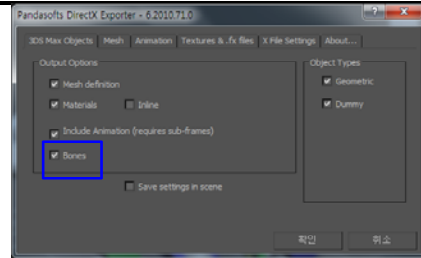 Pandasofts DirectX Exporter - 6.2010.71.0
3DS Max Objects Mesh Animation Textures & .fx files X File Settings About...
Output Options
Object Types
Mesh definition
Geometric
Materials
Inline
Dummy
Include Animation (requires sub-frames)
Bones
Save settings in scene
확인 취소